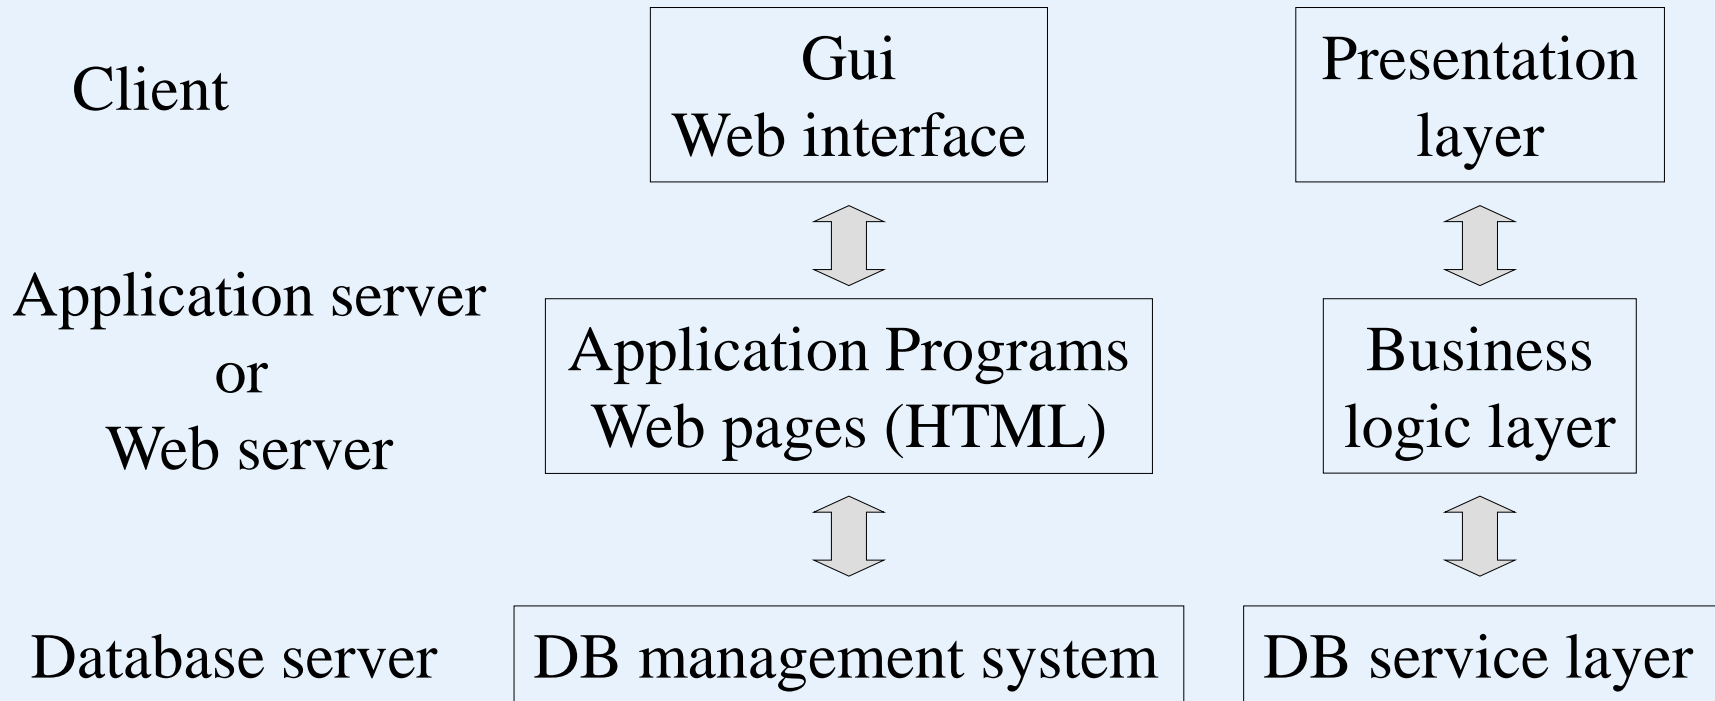 Client
Gui
Web interface
Presentation
layer
Application server
or
Web server
Application Programs
Web pages (HTML)
Business
logic layer
Database server
DB management system
DB service layer